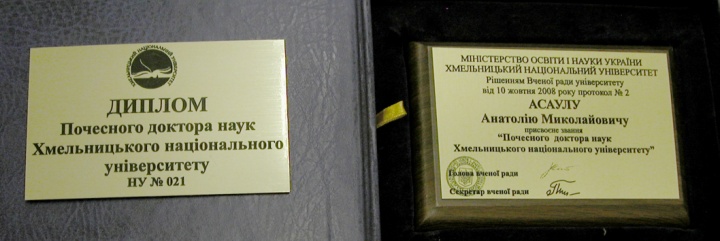 ДИПЛОМ
Почесного доктора наук
Хмельницького національного
університету
НУ № 021
МІНІСТЕРСТВО ОСВІТИ І НАУКИ УКРАЇНИ
ХМЕЛЬНИЦЬКИЙ НАЦІОНАЛЬНИЙ УНІВЕРСИТЕТ
Рішенням Вченої ради університету
від 10 жовтня 2008 року протокол № 2
АСАУЛУ
Анатолію Миколайовичу
присвоєне звання
"Почесного доктора наук
Хмельницького національного університету"
Голова вченої ради
Секретар вченої ради